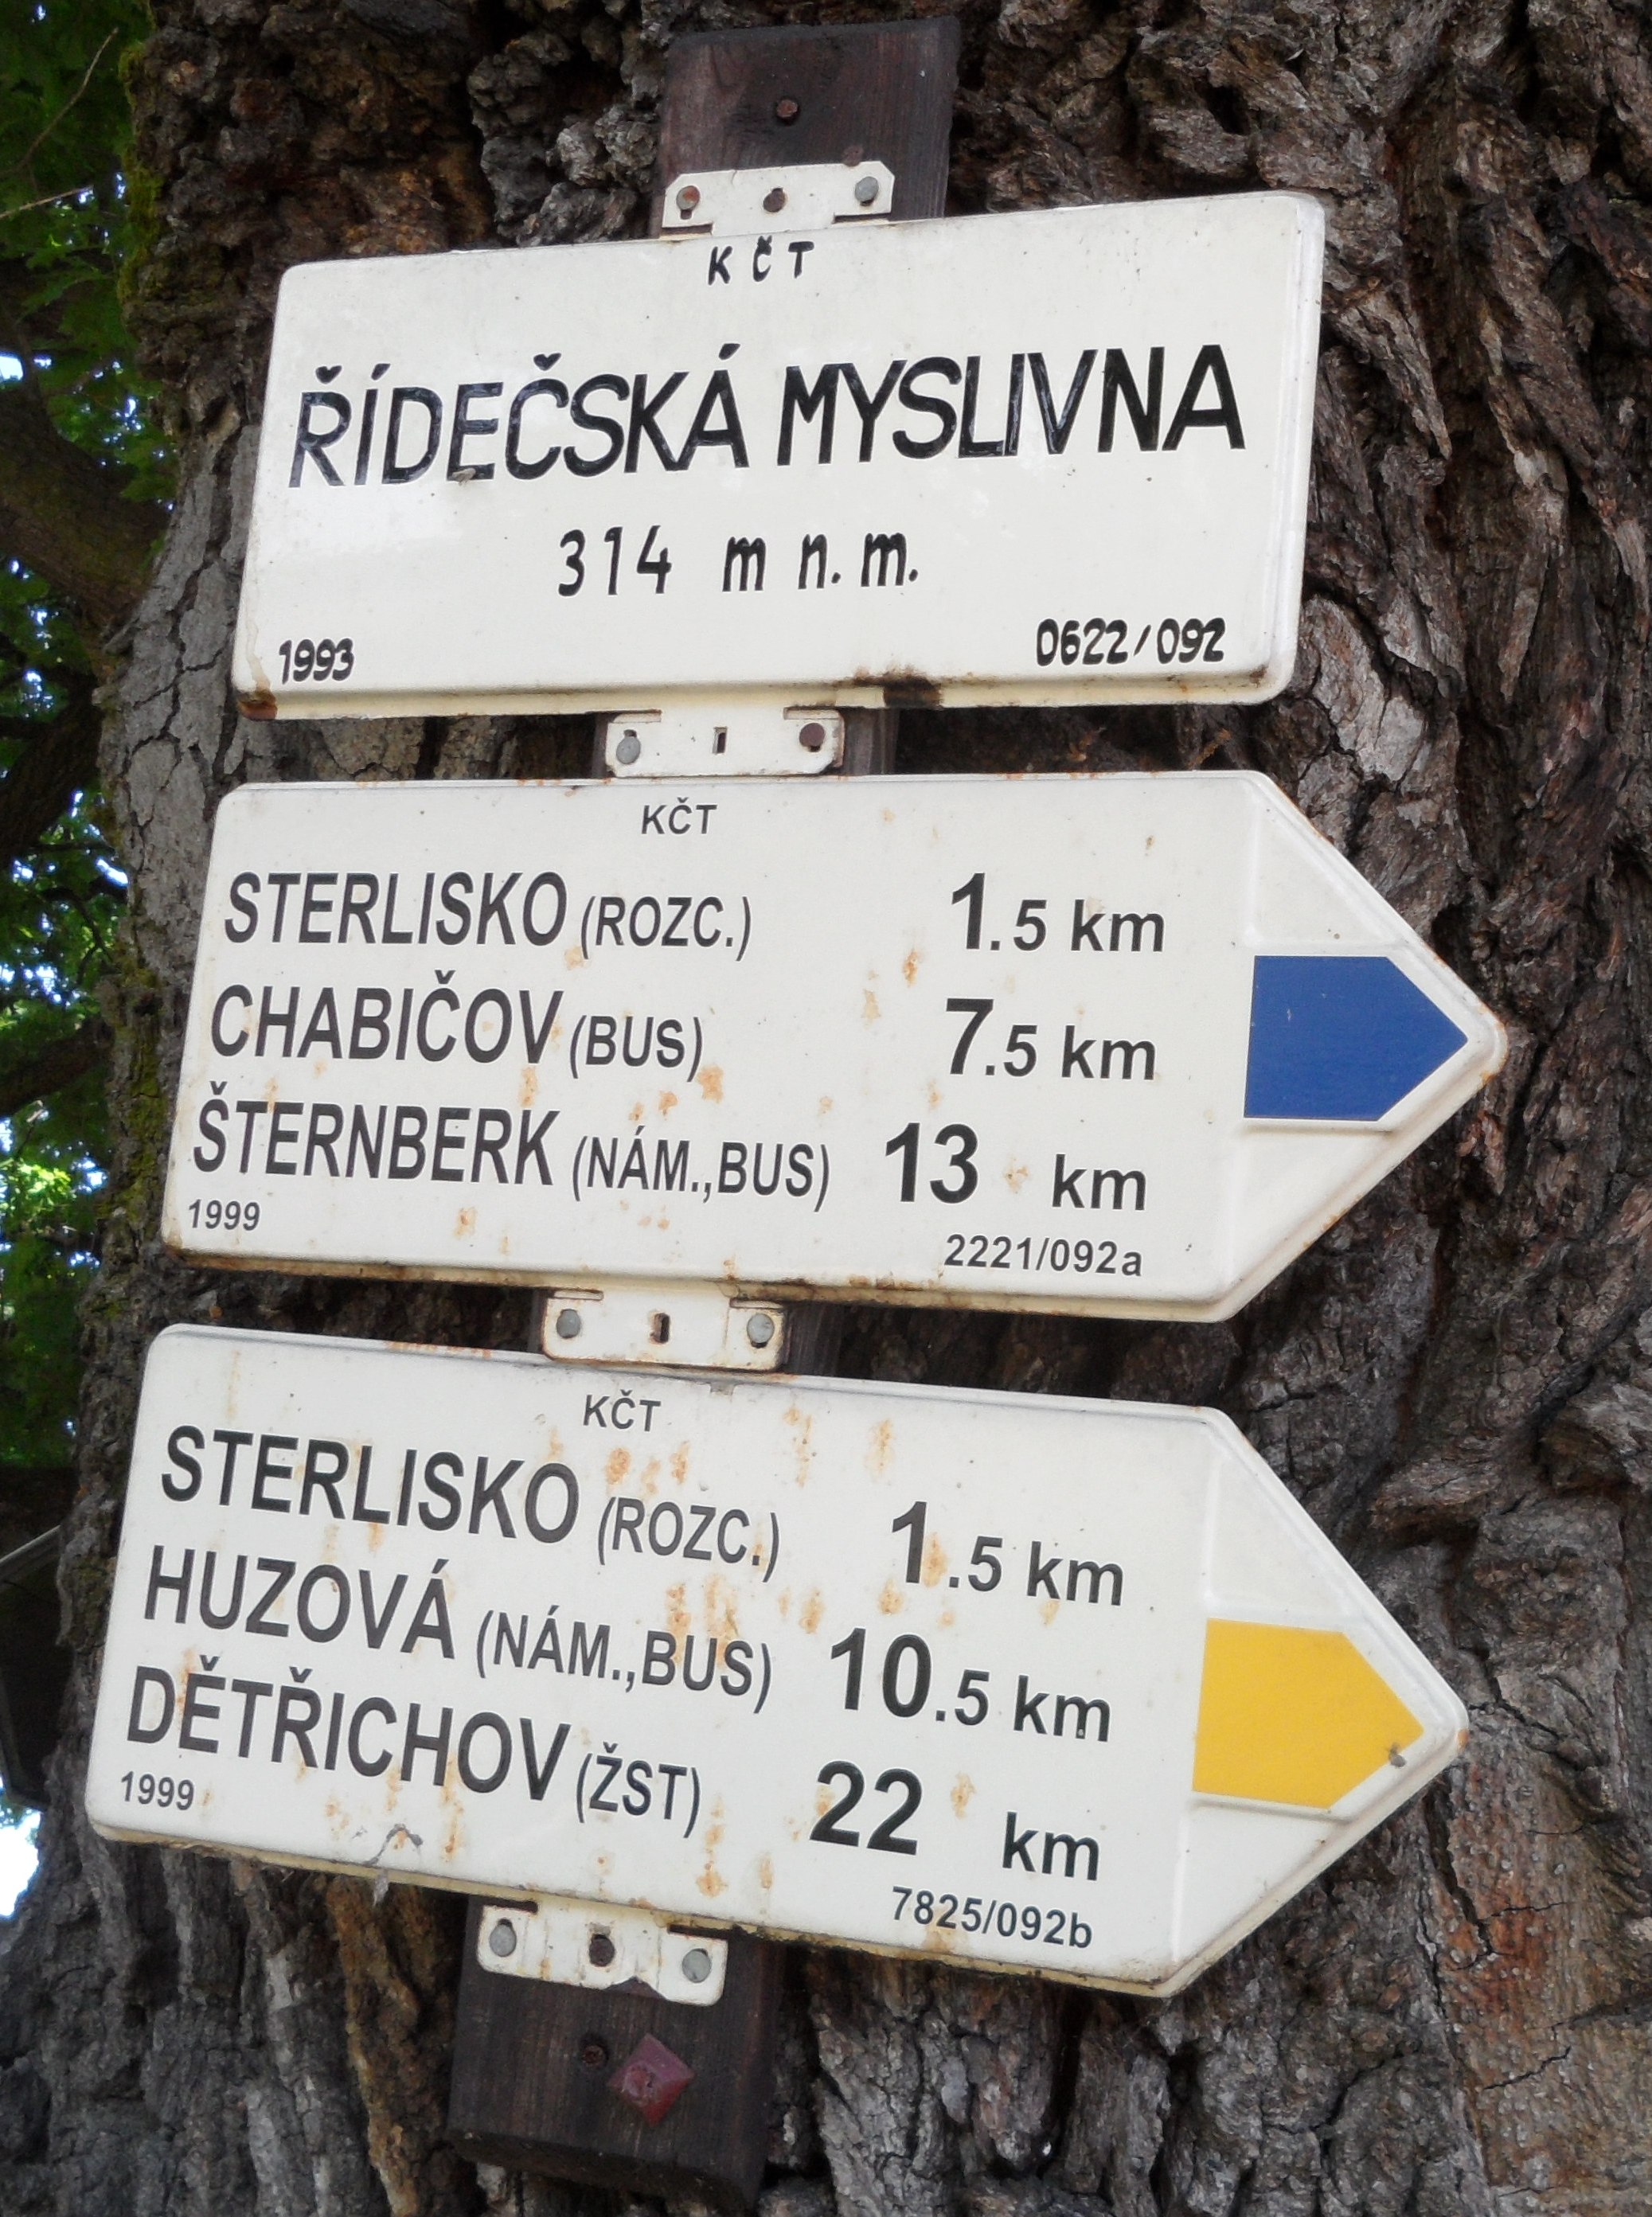 KČT
ŘÍDEČSKÁ MYSLIVNA
314 m n. m.
1993 0622/092
KČT
STERLISKO (ROZC.) 1.5 km
CHABIČOV (BUS) 7.5 km
ŠTERNBERK (NÁM.,BUS) 13 km
1999 2221/092a
KČT
STERLISKO (ROZC.) 1.5 km
HUZOVÁ (NÁM.,BUS) 10.5 km
DĚTŘICHOV (ŽST) 22 km
1999 7825/092b